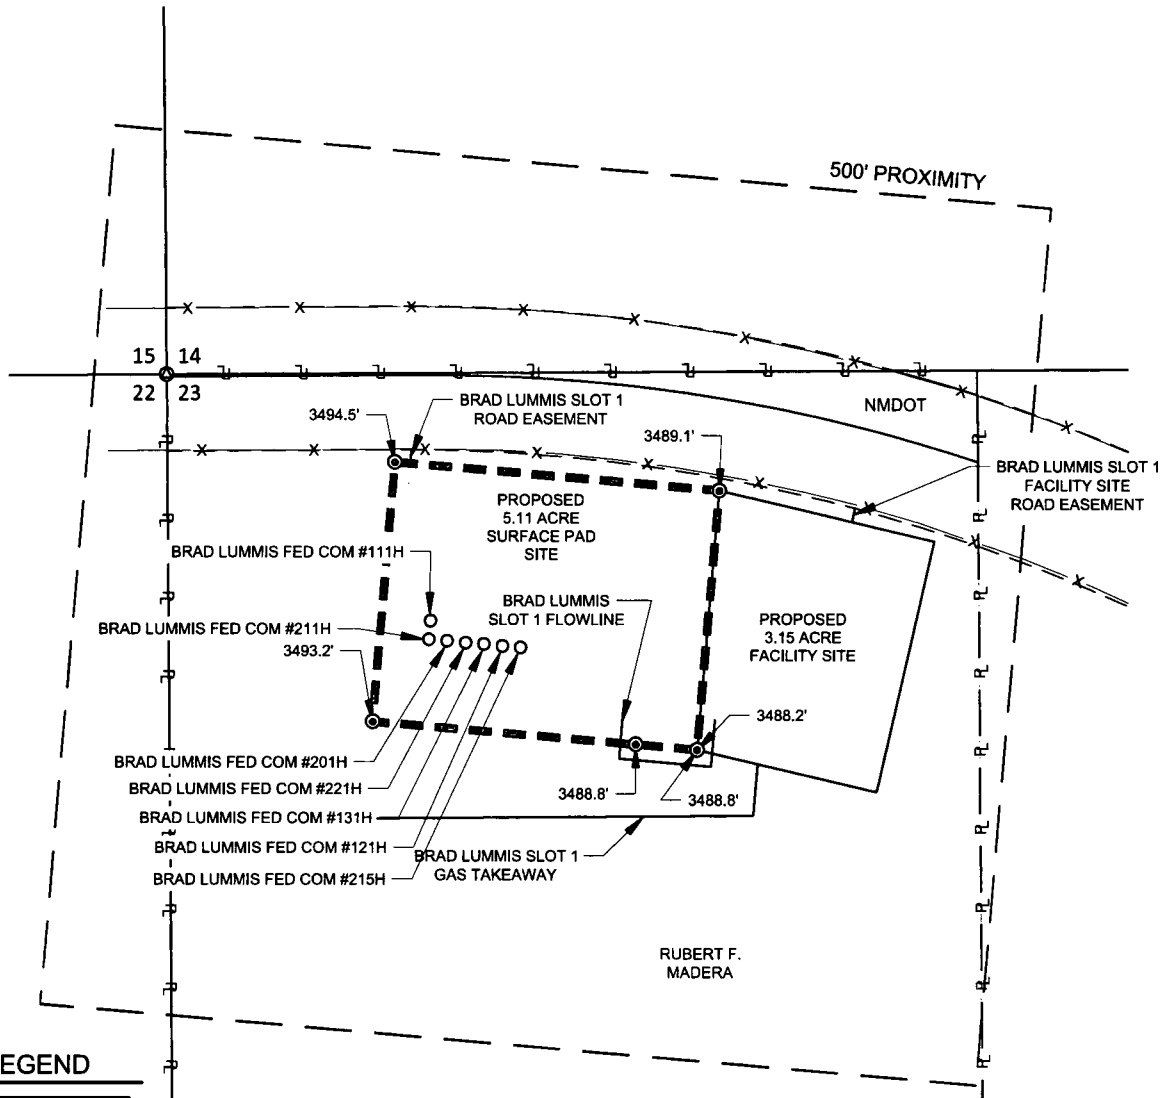 500' PROXIMITY
15 14
22 23
NMDOT
BRAD LUMMIS SLOT 1
ROAD EASEMENT
3494.5'
3489.1'
BRAD LUMMIS SLOT 1
FACILITY SITE
ROAD EASEMENT
PROPOSED
5.11 ACRE
SURFACE PAD
SITE
BRAD LUMMIS FED COM #111H
BRAD LUMMIS
SLOT 1 FLOWLINE
PROPOSED
3.15 ACRE
FACILITY SITE
BRAD LUMMIS FED COM #211H
3493.2'
3488.2'
BRAD LUMMIS FED COM #201H
BRAD LUMMIS FED COM #221H
3488.8'
3488.8'
BRAD LUMMIS FED COM #131H
BRAD LUMMIS FED COM #121H
BRAD LUMMIS SLOT 1
GAS TAKEAWAY
BRAD LUMMIS FED COM #215H
RUBERT F.
MADERA
EGEND